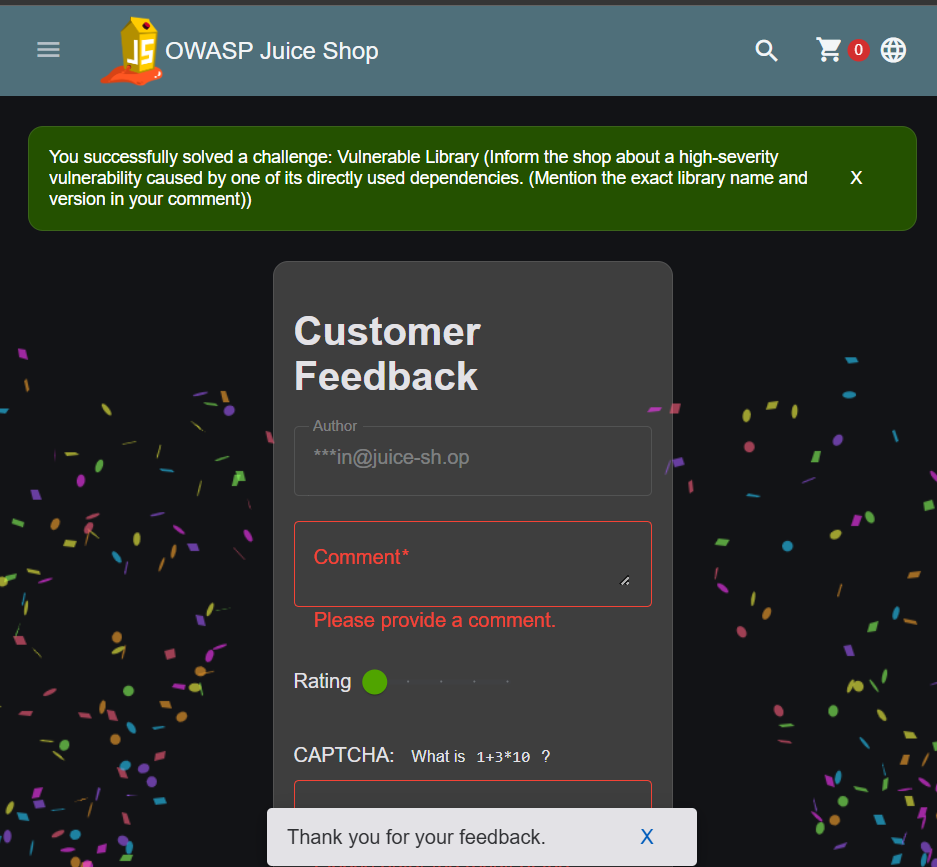 JS
OWASP Juice Shop
0
You successfully solved a challenge: Vulnerable Library (Inform the shop about a high-severity
vulnerability caused by one of its directly used dependencies. (Mention the exact library name and
version in your comment))
X
Customer
Feedback
Author
***in@juice-sh.op
Comment*
Please provide a comment.
Rating
CAPTCHA: What is 1+3*10 ?
Thank you for your feedback.
X